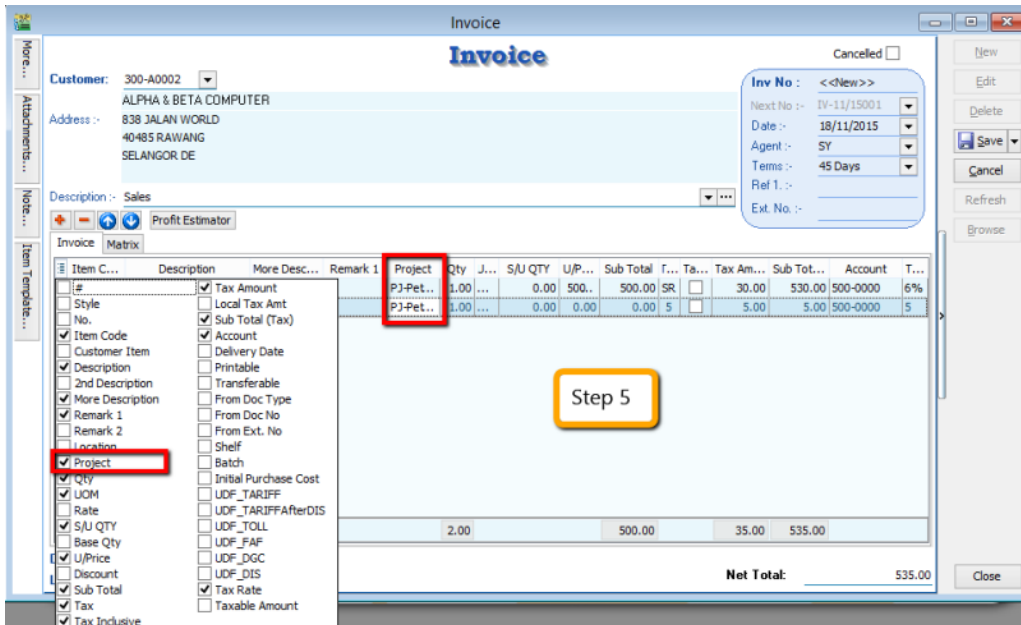 Invoice
More...
Attachments...
Note...
Item Template...
Invoice
Cancelled
Customer: 300-A0002
ALPHA & BETA COMPUTER
Address :- 838 JALAN WORLD
40485 RAWANG
SELANGOR DE
Inv No : <<New>>
Next No :- IV-11/15001
Date :- 18/11/2015
Agent :- SY
Terms :- 45 Days
Ref 1. :-
Ext. No. :-
Description :- Sales
Profit Estimator
Invoice Matrix
Item C... Description More Desc... Remark 1 Project Qty J... S/U QTY U/P... Sub Total T... Ta... Tax Am... Sub Tot... Account T...
PJ-Pet.. 1.00 ... 0.00 500.. 500.00 SR 30.00 530.00 500-0000 6%
PJ-Pet.. 1.00 ... 0.00 0.00 0.00 5 5.00 5.00 500-0000 5
#
Style
No.
Item Code
Customer Item
Description
2nd Description
More Description
Remark 1
Remark 2
Location
Project
Qty
UOM
Rate
S/U QTY
Base Qty
U/Price
Discount
Sub Total
Tax
Tax Inclusive
Tax Amount
Local Tax Amt
Sub Total (Tax)
Account
Delivery Date
Printable
Transferable
From Doc Type
From Doc No
From Ext. No
Shelf
Batch
Initial Purchase Cost
UDF_TARIFF
UDF_TARIFFAfterDIS
UDF_TOLL
UDF_FAF
UDF_DGC
UDF_DIS
Tax Rate
Taxable Amount
Step 5
2.00 500.00 35.00 535.00
Net Total: 535.00
New
Edit
Delete
Save
Cancel
Refresh
Browse
Close